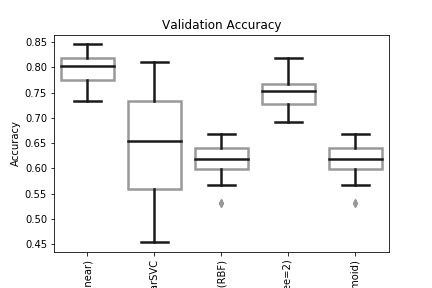 Validation Accuracy
Accuracy
0.85
0.80
0.75
0.70
0.65
0.60
0.55
0.50
0.45
near)
arSVC
(RBF)
ee=2)
moid)